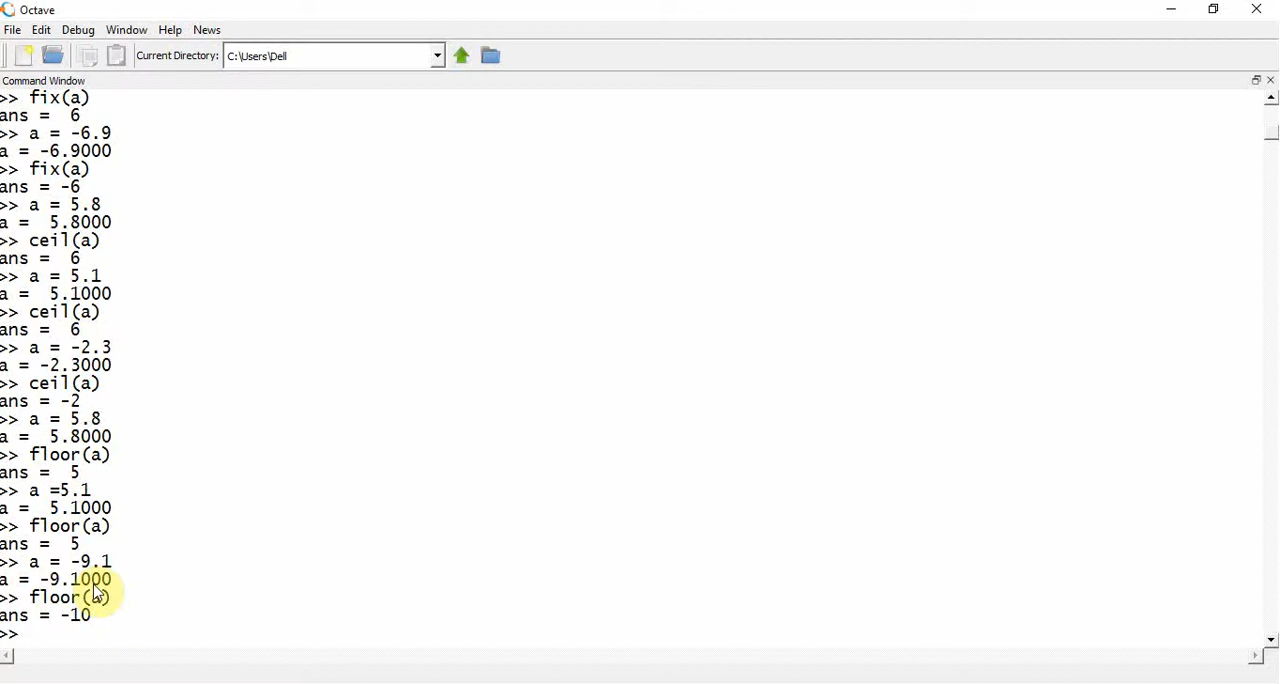 Octave
File Edit Debug Window Help News
Current Directory: C:\Users\Dell
Command Window
>> fix(a)
ans =  6
>> a = -6.9
a = -6.9000
>> fix(a)
ans = -6
>> a = 5.8
a =  5.8000
>> ceil(a)
ans =  6
>> a = 5.1
a =  5.1000
>> ceil(a)
ans =  6
>> a = -2.3
a = -2.3000
>> ceil(a)
ans = -2
>> a = 5.8
a =  5.8000
>> floor(a)
ans =  5
>> a =5.1
a =  5.1000
>> floor(a)
ans =  5
>> a = -9.1
a = -9.1000
>> floor(a)
ans = -10
>>